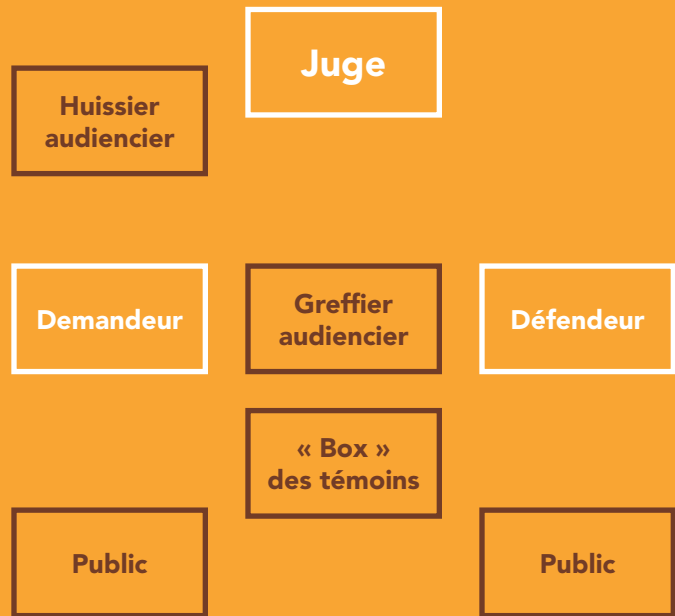 Juge
Huissier
audiencier
Demandeur
Greffier
audiencier
Défendeur
« Box »
des témoins
Public
Public